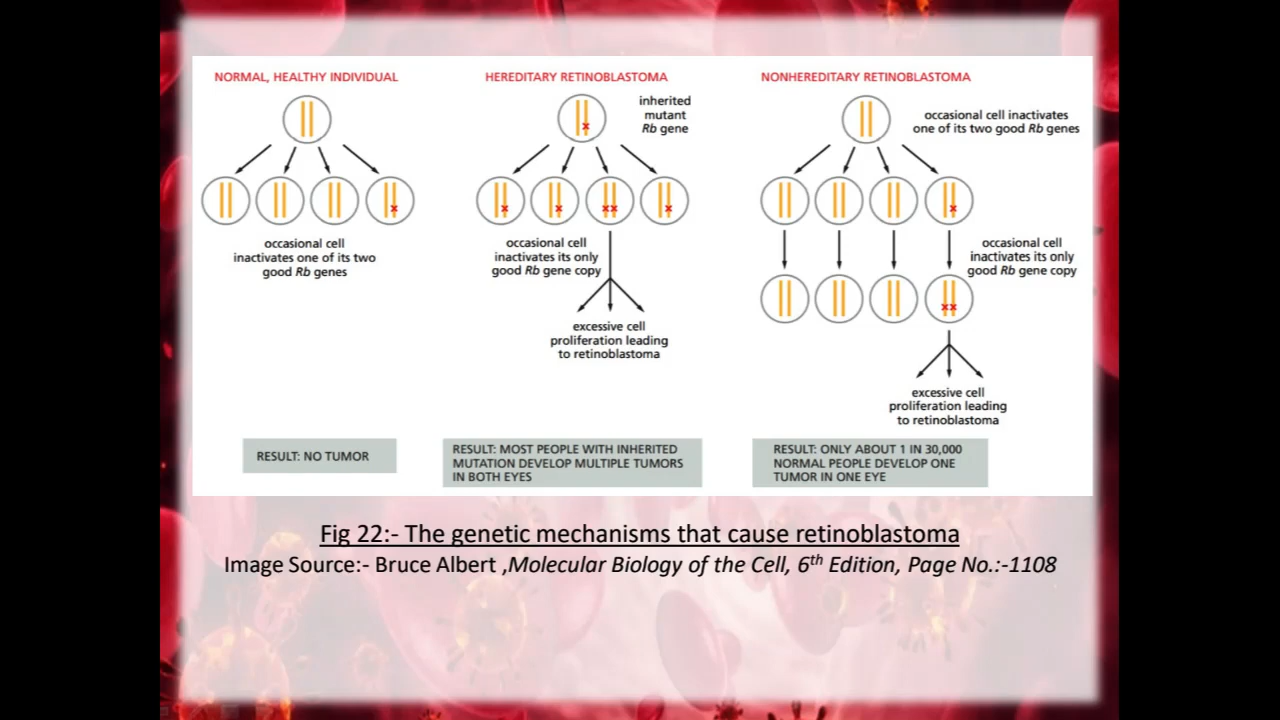 NORMAL, HEALTHY INDIVIDUAL
occasional cell
inactivates one of its two
good Rb genes
RESULT: NO TUMOR
HEREDITARY RETINOBLASTOMA
inherited
mutant
Rb gene
occasional cell
inactivates its only
good Rb gene copy
excessive cell
proliferation leading
to retinoblastoma
RESULT: MOST PEOPLE WITH INHERITED
MUTATION DEVELOP MULTIPLE TUMORS
IN BOTH EYES
NONHEREDITARY RETINOBLASTOMA
occasional cell inactivates
one of its two good Rb genes
occasional cell
inactivates its only
good Rb gene copy
excessive cell
proliferation leading
to retinoblastoma
RESULT: ONLY ABOUT 1 IN 30,000
NORMAL PEOPLE DEVELOP ONE
TUMOR IN ONE EYE
Fig 22:- The genetic mechanisms that cause retinoblastoma
Image Source:- Bruce Albert ,Molecular Biology of the Cell, 6th Edition, Page No.:-1108